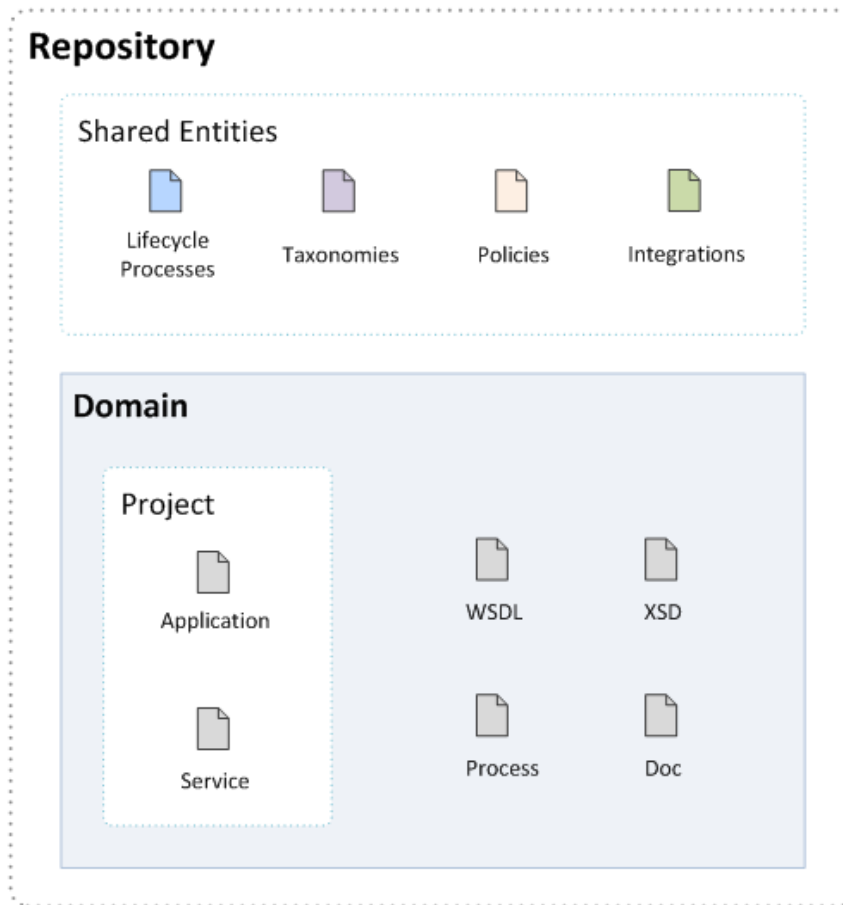 Repository
Shared Entities
Lifecycle
Processes
Taxonomies
Policies
Integrations
Domain
Project
Application
Service
WSDL
XSD
Process
Doc